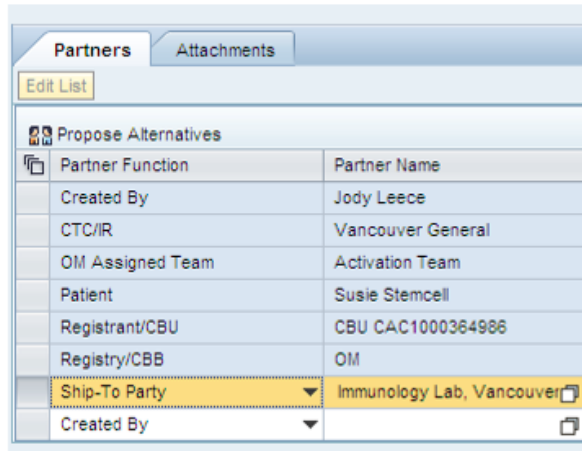 Partners Attachments
Edit List
Propose Alternatives
Partner Function Partner Name
Created By Jody Leece
CTC/IR Vancouver General
OM Assigned Team Activation Team
Patient Susie Stemcell
Registrant/CBU CBU CAC1000364986
Registry/CBB OM
Ship-To Party Immunology Lab, Vancouver
Created By